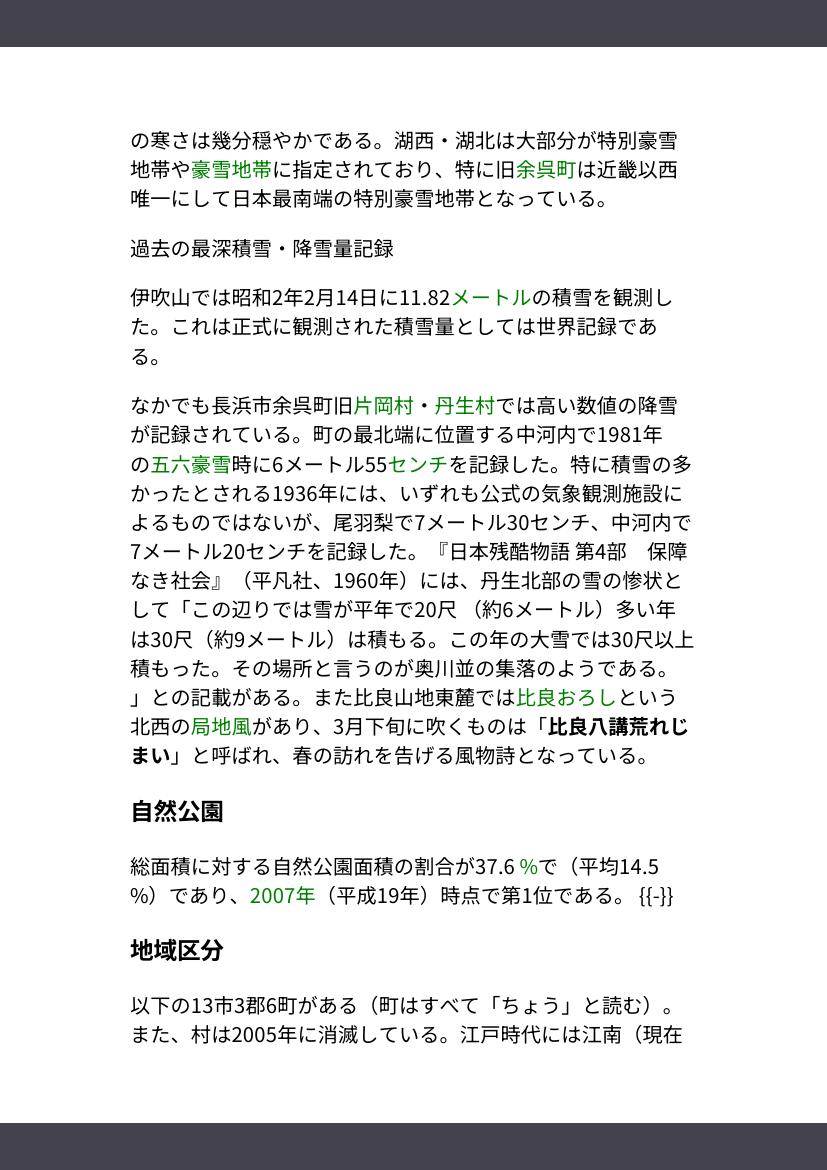 の寒さは幾分穏やかである。湖西・湖北は大部分が特別豪雪
地帯や豪雪地帯に指定されており、特に旧余呉町は近畿以西
唯一にして日本最南端の特別豪雪地帯となっている。
過去の最深積雪・降雪量記録
伊吹山では昭和2年2月14日に11.82メートルの積雪を観測し
た。これは正式に観測された積雪量としては世界記録であ
る。
なかでも長浜市余呉町旧片岡村・丹生村では高い数値の降雪
が記録されている。町の最北端に位置する中河内で1981年
の五六豪雪時に6メートル55センチを記録した。特に積雪の多
かったとされる1936年には、いずれも公式の気象観測施設に
よるものではないが、尾羽梨で7メートル30センチ、中河内で
7メートル20センチを記録した。『日本残酷物語 第4部　保障
なき社会』（平凡社、1960年）には、丹生北部の雪の惨状と
して「この辺りでは雪が平年で20尺 （約6メートル）多い年
は30尺（約9メートル）は積もる。この年の大雪では30尺以上
積もった。その場所と言うのが奥川並の集落のようである。
」との記載がある。また比良山地東麓では比良おろしという
北西の局地風があり、3月下旬に吹くものは「比良八講荒れじ
まい」と呼ばれ、春の訪れを告げる風物詩となっている。
自然公園
総面積に対する自然公園面積の割合が37.6 %で（平均14.5
%）であり、2007年（平成19年）時点で第1位である。 {{-}}
地域区分
以下の13市3郡6町がある（町はすべて「ちょう」と読む）。
また、村は2005年に消滅している。江戸時代には江南（現在